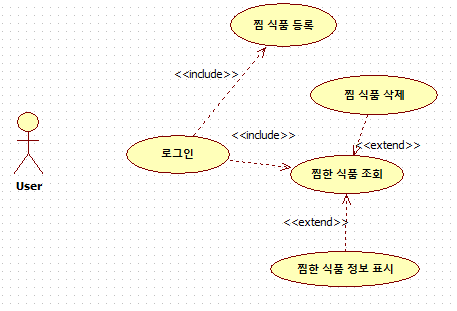 찜 식품 등록
<<include>>
찜 식품 삭제
<<include>>
로그인
<<extend>>
찜한 식품 조회
User
<<extend>>
찜한 식품 정보 표시